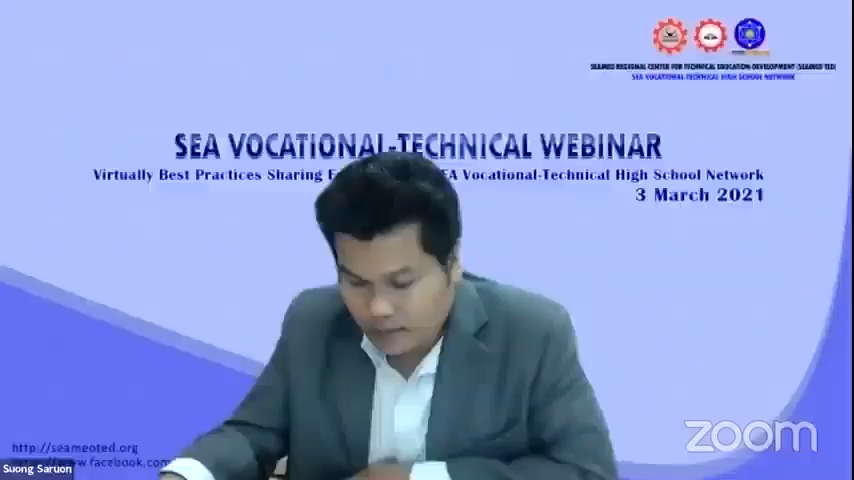 SEAMEO REGIONAL CENTER FOR TECHNICAL EDUCATION DEVELOPMENT (SEAMEO TED)
SEA VOCATIONAL-TECHNICAL HIGH SCHOOL NETWORK
SEA VOCATIONAL-TECHNICAL WEBINAR
Virtually Best Practices Sharing Vocational-Technical High School Network
3 March 2021
http://seameoted.org
www.facebook.com
Suong Saruon
zoom